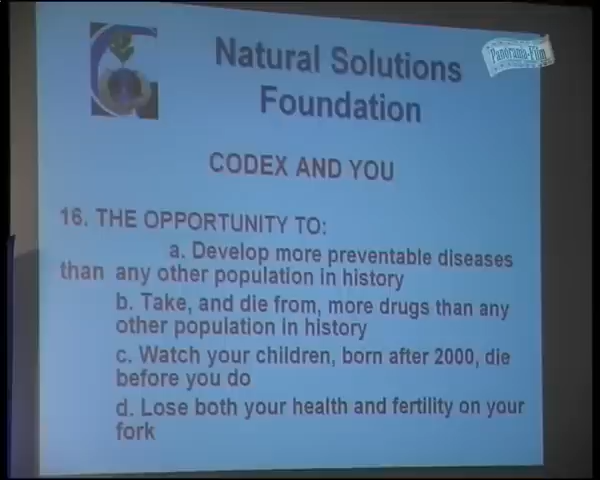 Natural Solutions
Foundation
Panorama-Film
CODEX AND YOU
16. THE OPPORTUNITY TO:
a. Develop more preventable diseases
than any other population in history
b. Take, and die from, more drugs than any
other population in history
c. Watch your children, born after 2000, die
before you do
d. Lose both your health and fertility on your
fork